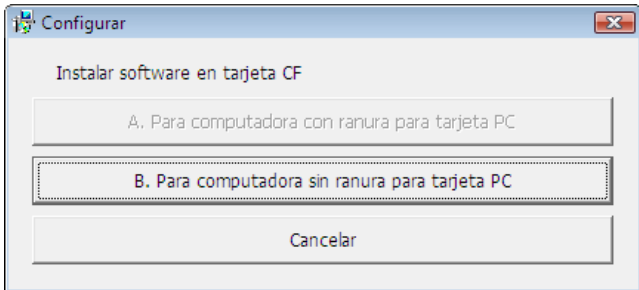 Configurar
Instalar software en tarjeta CF
A. Para computadora con ranura para tarjeta PC
B. Para computadora sin ranura para tarjeta PC
Cancelar